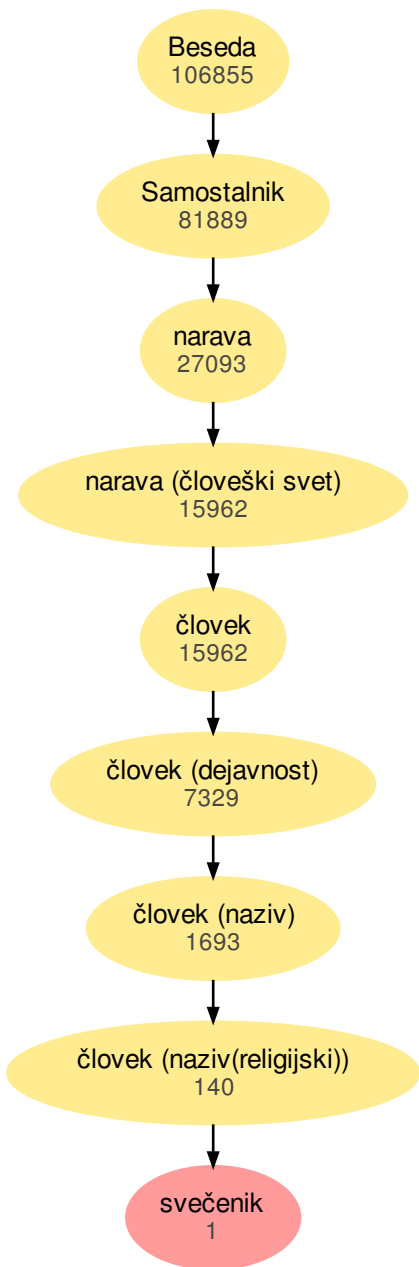 Beseda
106855
Samostalnik
81889
narava
27093
narava (človeški svet)
15962
človek
15962
človek (dejavnost)
7329
človek (naziv)
1693
človek (naziv(religijski))
140
svečenik
1